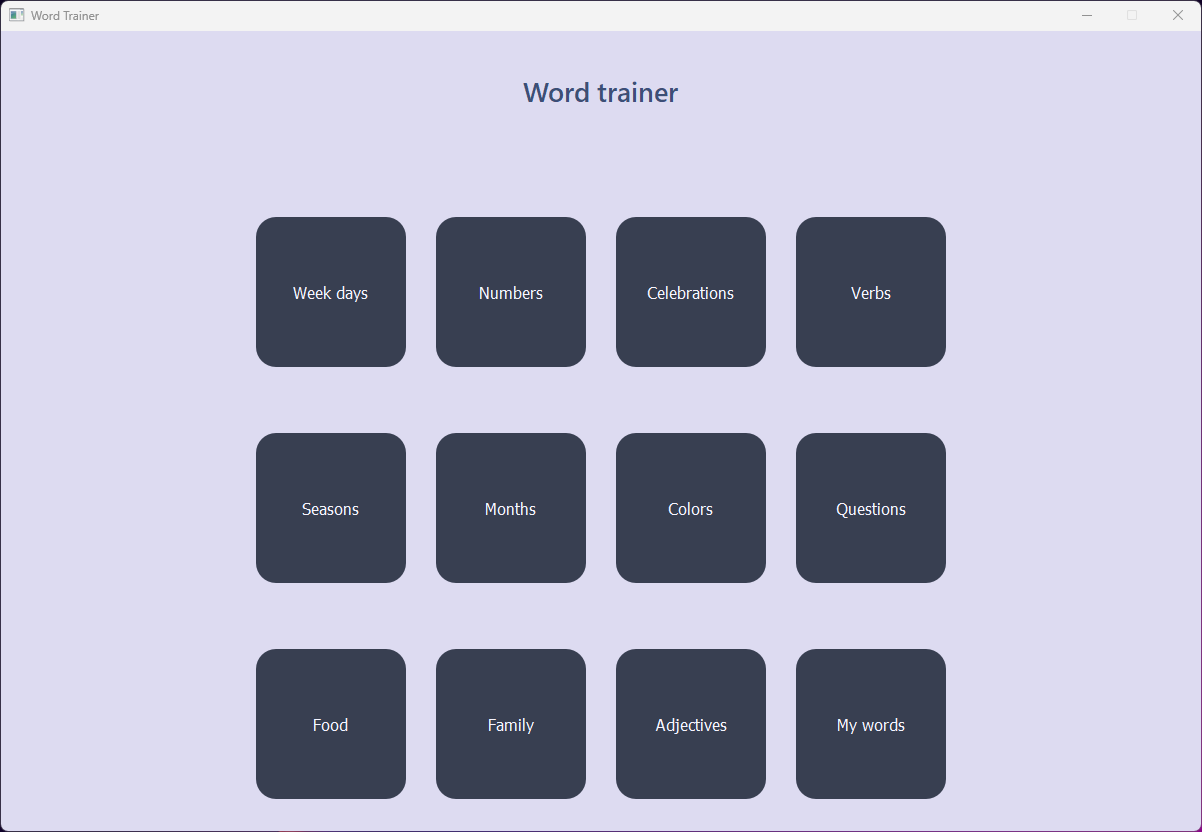 Word Trainer
Word trainer
Week days
Numbers
Celebrations
Verbs
Seasons
Months
Colors
Questions
Food
Family
Adjectives
My words